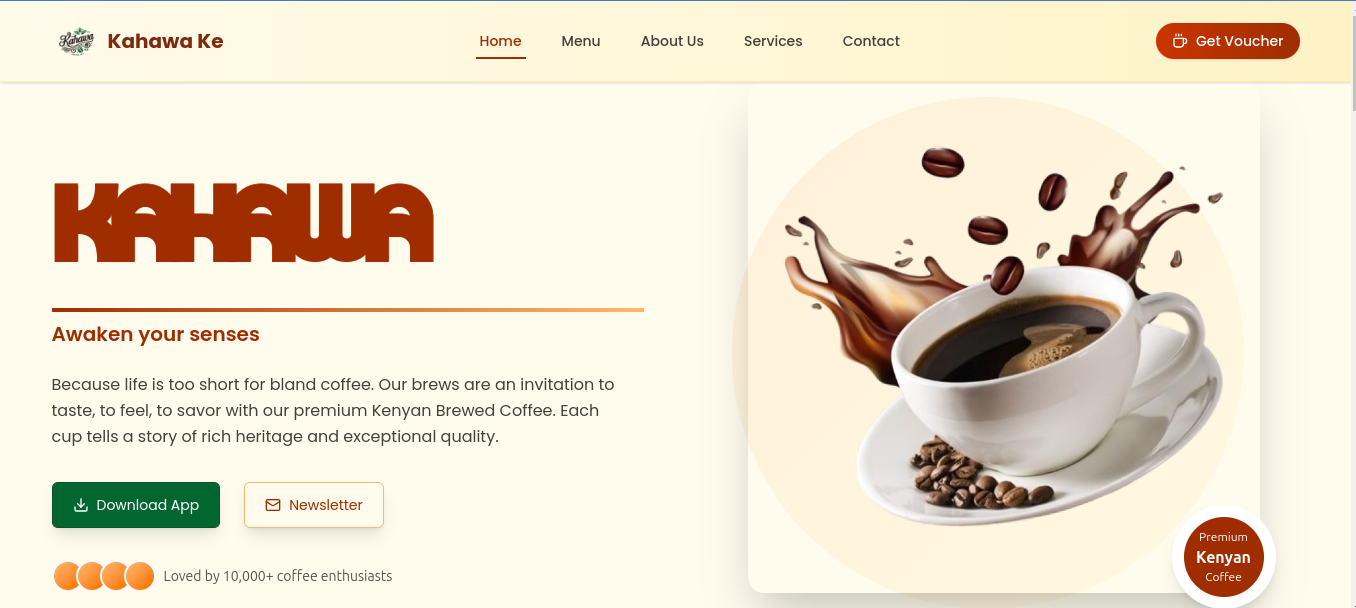 Kahawa
Kahawa Ke
Home
Menu
About Us
Services
Contact
Get Voucher
KAHAWA
Awaken your senses
Because life is too short for bland coffee. Our brews are an invitation to
taste, to feel, to savor with our premium Kenyan Brewed Coffee. Each
cup tells a story of rich heritage and exceptional quality.
Download App
Newsletter
Loved by 10,000+ coffee enthusiasts
Premium
Kenyan
Coffee